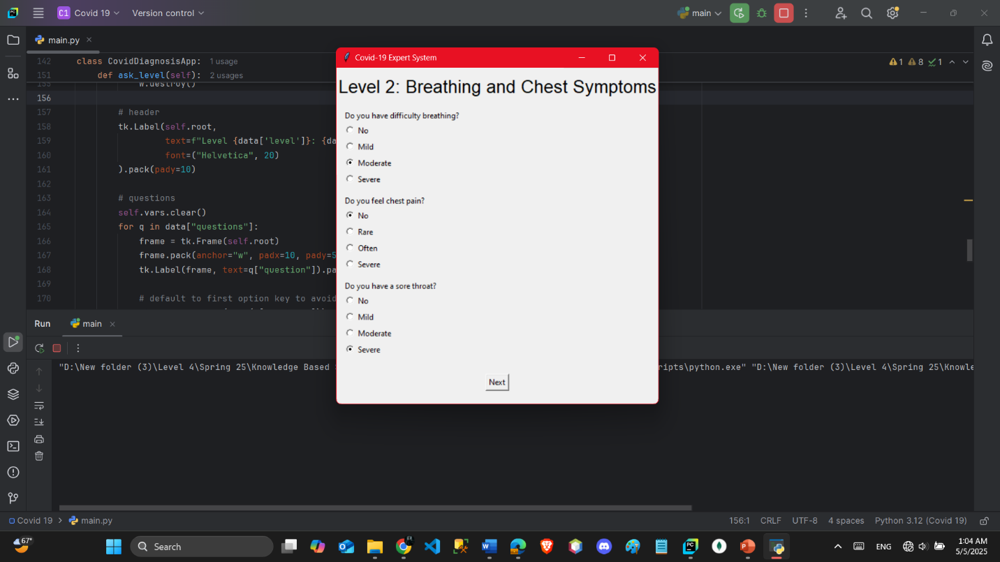 C1 Covid 19 Version control main
main.py
142 class CovidDiagnosisApp: 1 usage
151 def ask_level(self): 2 usages
1 8 1
155 w.destroy()
156
157 # header
158 tk.Label(self.root,
159 text=f"Level {data['level']}: {da
160 font=("Helvetica", 20)
161 ).pack(pady=10)
162
163 # questions
164 self.vars.clear()
165 for q in data["questions"]:
166 frame = tk.Frame(self.root)
167 frame.pack(anchor="w", padx=10, pady=5
168 tk.Label(frame, text=q["question"]).pa
169
170 # default to first option key to avoid
Covid-19 Expert System
Level 2: Breathing and Chest Symptoms
Do you have difficulty breathing?
No
Mild
Moderate
Severe
Do you feel chest pain?
No
Rare
Often
Severe
Do you have a sore throat?
No
Mild
Moderate
Severe
Next
Run main
"D:\New folder (3)\Level 4\Spring 25\Knowledge Based ripts\python.exe" "D:\New folder (3)\Level 4\Spring 25\Knowle
Covid 19 > main.py 156:1 CRLF UTF-8 4 spaces Python 3.12 (Covid 19)
67° Search ENG 1:04 AM
5/5/2025